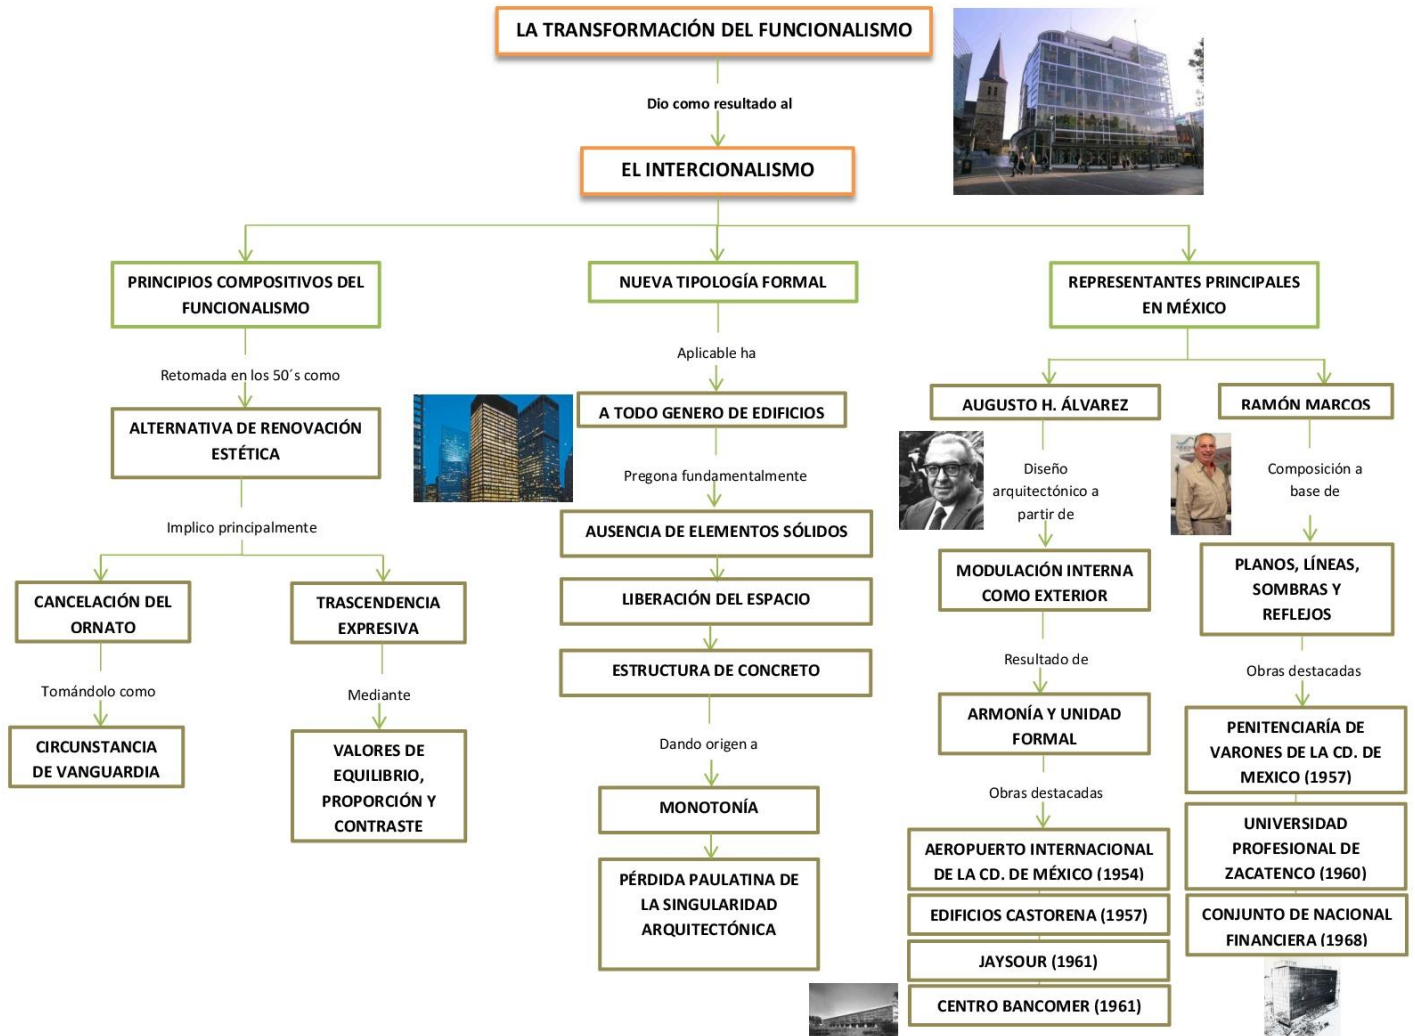 LA TRANSFORMACIÓN DEL FUNCIONALISMO
Dio como resultado al
EL INTERCIONALISMO
PRINCIPIOS COMPOSITIVOS DEL
FUNCIONALISMO
Retomada en los 50´s como
ALTERNATIVA DE RENOVACIÓN
ESTÉTICA
Implico principalmente
CANCELACIÓN DEL
ORNATO
Tomándolo como
CIRCUNSTANCIA
DE VANGUARDIA
TRASCENDENCIA
EXPRESIVA
Mediante
VALORES DE
EQUILIBRIO,
PROPORCIÓN Y
CONTRASTE
NUEVA TIPOLOGÍA FORMAL
Aplicable ha
A TODO GENERO DE EDIFICIOS
Pregona fundamentalmente
AUSENCIA DE ELEMENTOS SÓLIDOS
LIBERACIÓN DEL ESPACIO
ESTRUCTURA DE CONCRETO
Dando origen a
MONOTONÍA
PÉRDIDA PAULATINA DE
LA SINGULARIDAD
ARQUITECTÓNICA
REPRESENTANTES PRINCIPALES
EN MÉXICO
AUGUSTO H. ÁLVAREZ
Diseño
arquitectónico a
partir de
MODULACIÓN INTERNA
COMO EXTERIOR
Resultado de
ARMONÍA Y UNIDAD
FORMAL
Obras destacadas
AEROPUERTO INTERNACIONAL
DE LA CD. DE MÉXICO (1954)
EDIFICIOS CASTORENA (1957)
JAYSOUR (1961)
CENTRO BANCOMER (1961)
RAMÓN MARCOS
Composición a
base de
PLANOS, LÍNEAS,
SOMBRAS Y
REFLEJOS
Obras destacadas
PENITENCIARÍA DE
VARONES DE LA CD. DE
MEXICO (1957)
UNIVERSIDAD
PROFESIONAL DE
ZACATENCO (1960)
CONJUNTO DE NACIONAL
FINANCIERA (1968)